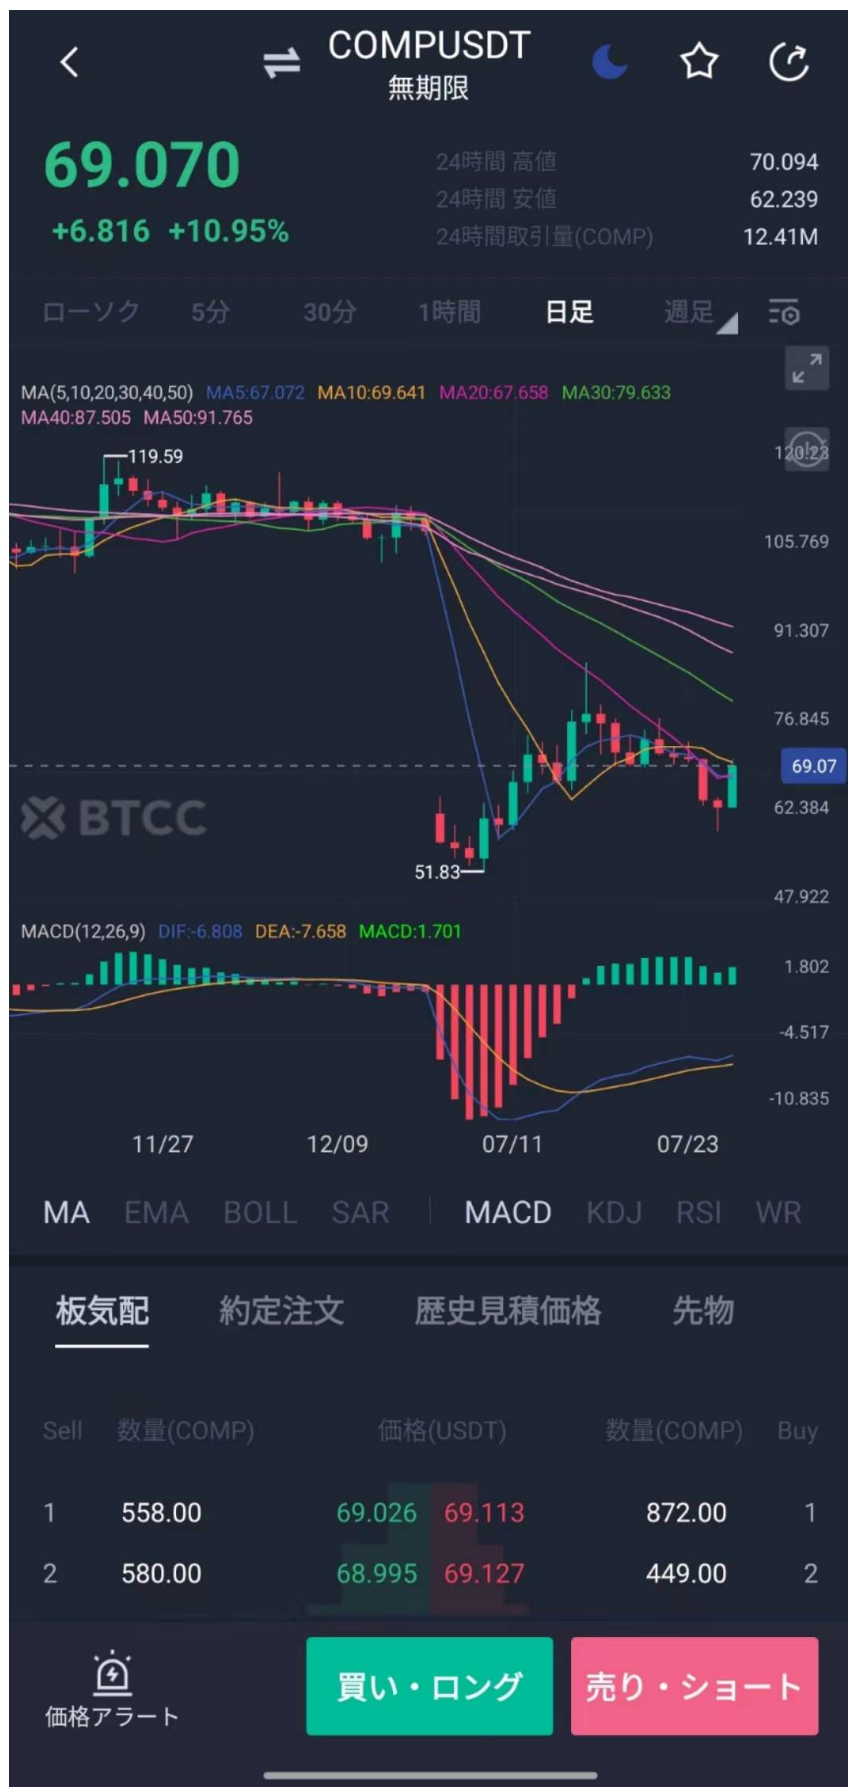 COMPUSDT
無期限
69.070
+6.816 +10.95%
24時間 高値 70.094
24時間 安値 62.239
24時間取引量(COMP) 12.41M
ローソク 5分 30分 1時間 日足 週足
MA(5,10,20,30,40,50) MA5:67.072 MA10:69.641 MA20:67.658 MA30:79.633
MA40:87.505 MA50:91.765
119.59
120.23
105.769
91.307
76.845
69.07
62.384
BTCC
51.83
47.922
MACD(12,26,9) DIF:-6.808 DEA:-7.658 MACD:1.701
1.802
-4.517
-10.835
11/27 12/09 07/11 07/23
MA EMA BOLL SAR MACD KDJ RSI WR
板気配 約定注文 歴史見積価格 先物
Sell 数量(COMP) 価格(USDT) 数量(COMP) Buy
1 558.00 69.026 69.113 872.00 1
2 580.00 68.995 69.127 449.00 2
価格アラート
買い・ロング
売り・ショート